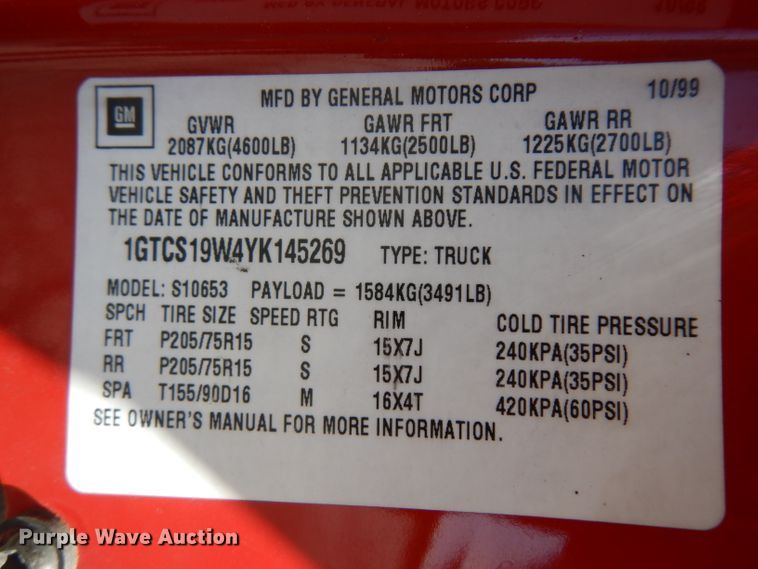 MFD BY GENERAL MOTORS CORP 10/99
GM
GVWR GAWR FRT GAWR RR
2087KG(4600LB) 1134KG(2500LB) 1225KG(2700LB)
THIS VEHICLE CONFORMS TO ALL APPLICABLE U.S. FEDERAL MOTOR
VEHICLE SAFETY AND THEFT PREVENTION STANDARDS IN EFFECT ON
THE DATE OF MANUFACTURE SHOWN ABOVE.
1GTCS19W4YK145269 TYPE: TRUCK
MODEL: S10653 PAYLOAD = 1584KG(3491LB)
SPCH TIRE SIZE SPEED RTG RIM COLD TIRE PRESSURE
FRT P205/75R15 S 15X7J 240KPA(35PSI)
RR P205/75R15 S 15X7J 240KPA(35PSI)
SPA T155/90D16 M 16X4T 420KPA(60PSI)
SEE OWNER'S MANUAL FOR MORE INFORMATION.
Purple Wave Auction